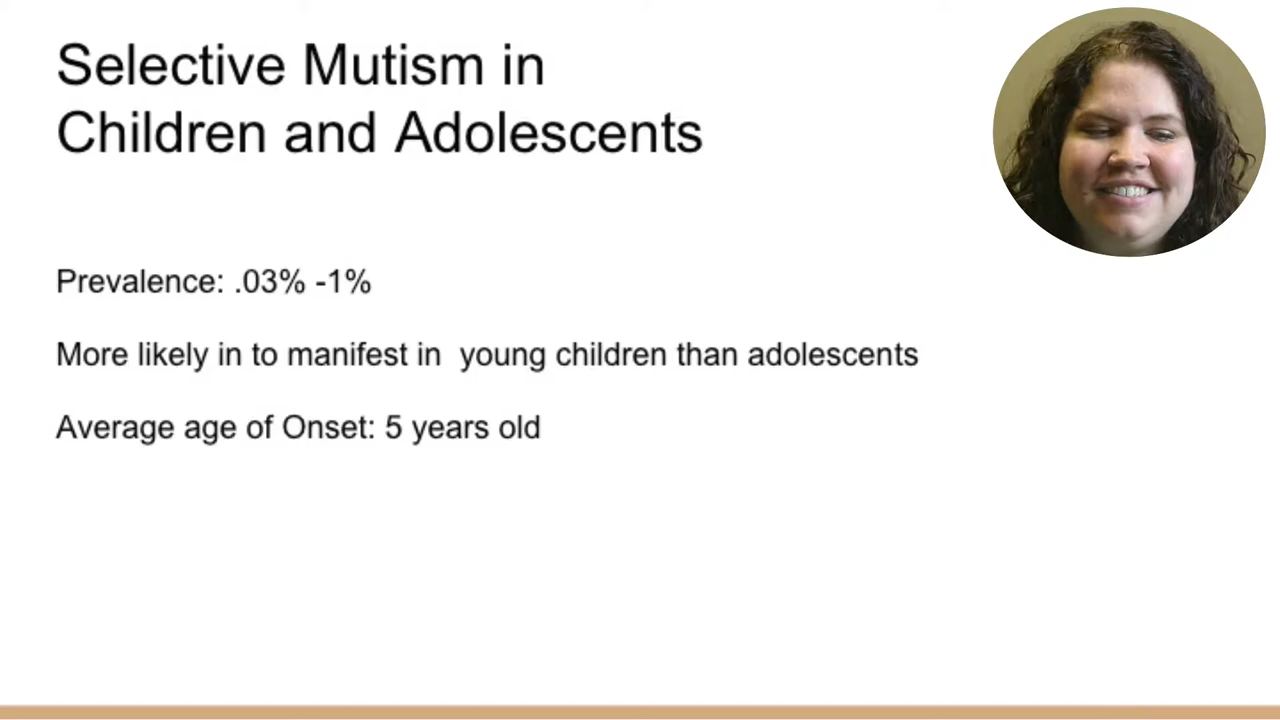 Selective Mutism in
Children and Adolescents
Prevalence: .03% -1%
More likely in to manifest in  young children than adolescents
Average age of Onset: 5 years old